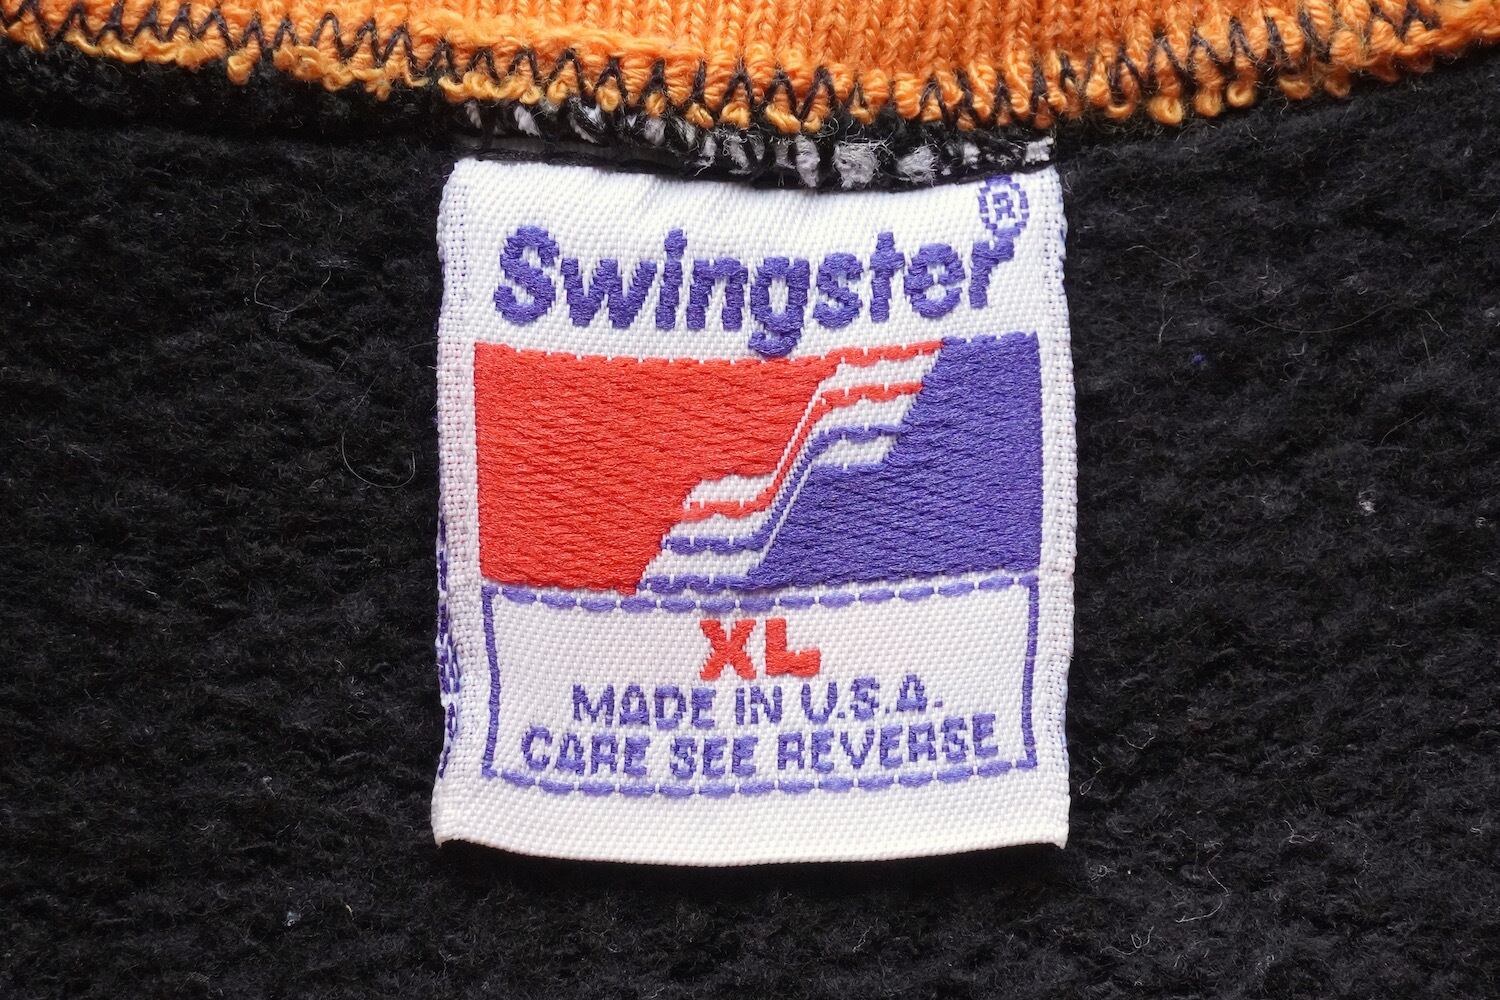 Swingster®
XL
MADE IN U.S.A.
CARE SEE REVERSE